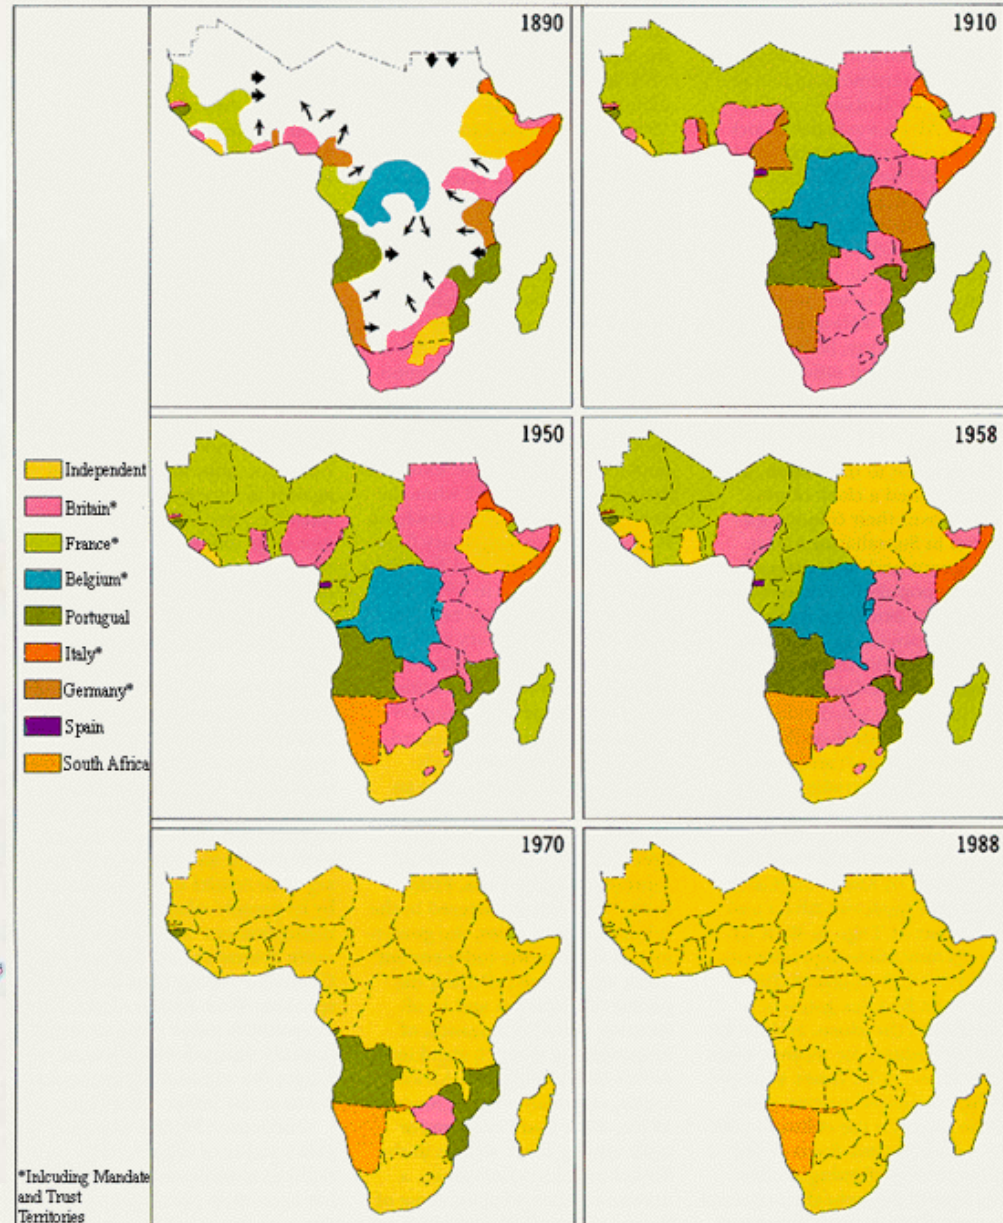 1890
1910
1950
1958
Independent
Britain*
France*
Belgium*
Portugual
Italy*
Germany*
Spain
South Africa
1970
1988
*Inlcuding Mandate
and Trust
Territories